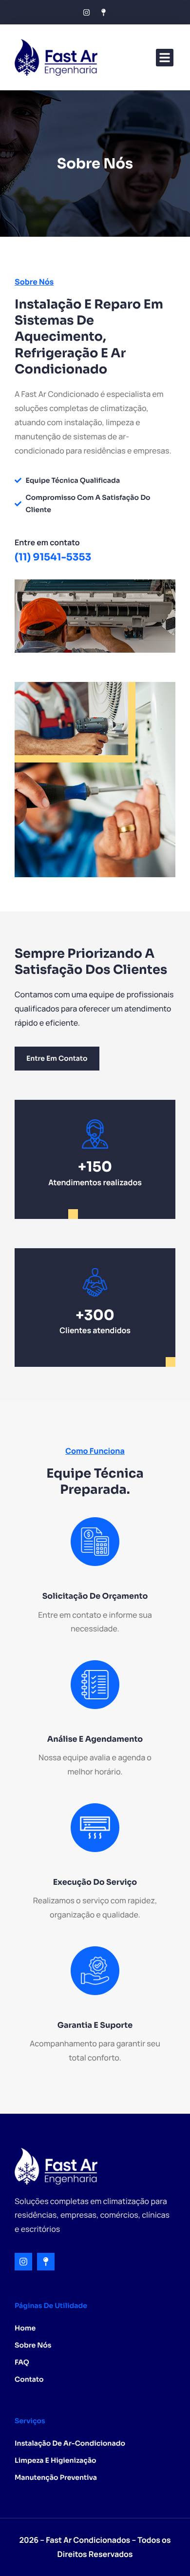 Fast Ar
Engenharia
Sobre Nós
Sobre Nós
Instalação E Reparo Em
Sistemas De
Aquecimento,
Refrigeração E Ar
Condicionado
A Fast Ar Condicionado é especialista em
soluções completas de climatização,
atuando com instalação, limpeza e
manutenção de sistemas de ar-
condicionado para residências e empresas.
Equipe Técnica Qualificada
Compromisso Com A Satisfação Do
Cliente
Entre em contato
(11) 91541-5353
Sempre Priorizando A
Satisfação Dos Clientes
Contamos com uma equipe de profissionais
qualificados para oferecer um atendimento
rápido e eficiente.
Entre Em Contato
+150
Atendimentos realizados
+300
Clientes atendidos
Como Funciona
Equipe Técnica
Preparada.
Solicitação De Orçamento
Entre em contato e informe sua
necessidade.
Análise E Agendamento
Nossa equipe avalia e agenda o
melhor horário.
Execução Do Serviço
Realizamos o serviço com rapidez,
organização e qualidade.
Garantia E Suporte
Acompanhamento para garantir seu
total conforto.
Fast Ar
Engenharia
Soluções completas em climatização para
residências, empresas, comércios, clínicas
e escritórios
Páginas De Utilidade
Home
Sobre Nós
FAQ
Contato
Serviços
Instalação De Ar-Condicionado
Limpeza E Higienização
Manutenção Preventiva
2026 – Fast Ar Condicionados – Todos os
Direitos Reservados